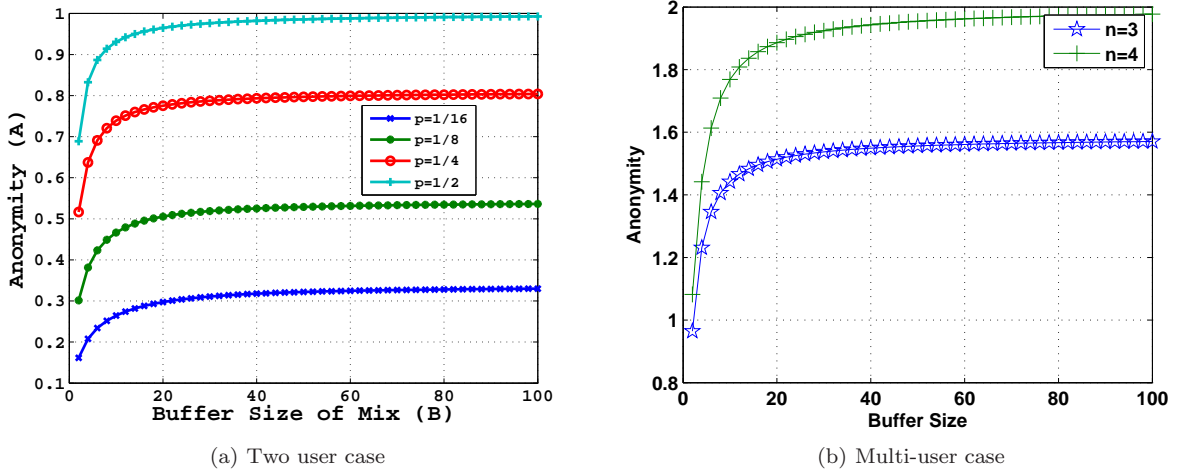 1
0.9
0.8
0.7
0.6
0.5
0.4
0.3
0.2
0.1
Anonymity (A)
0 20 40 60 80 100
Buffer Size of Mix (B)
p=1/16
p=1/8
p=1/4
p=1/2
(a) Two user case
2
1.8
1.6
1.4
1.2
1
0.8
Anonymity
0 20 40 60 80 100
Buffer Size
n=3
n=4
(b) Multi-user case